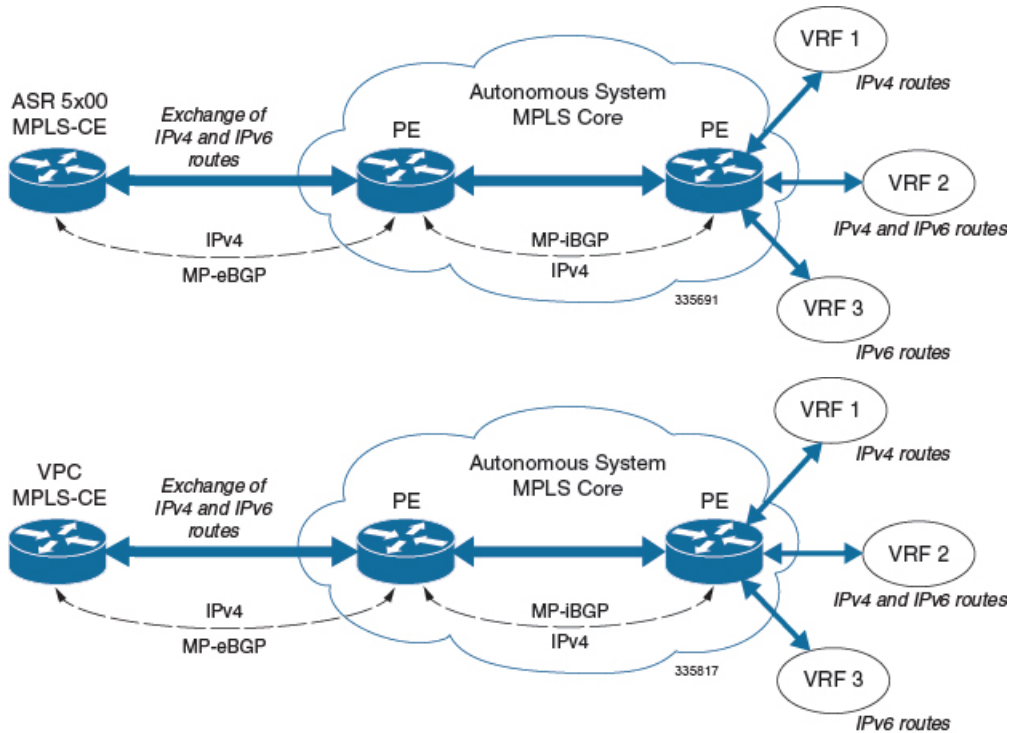 VRF 1
IPv4 routes
ASR 5x00
MPLS-CE
Exchange of
IPv4 and IPv6
routes
Autonomous System
MPLS Core
PE
PE
VRF 2
IPv4 and IPv6 routes
IPv4
MP-eBGP
MP-iBGP
IPv4
335691
VRF 3
IPv6 routes
VRF 1
IPv4 routes
VPC
MPLS-CE
Exchange of
IPv4 and IPv6
routes
Autonomous System
MPLS Core
PE
PE
VRF 2
IPv4 and IPv6 routes
IPv4
MP-eBGP
MP-iBGP
IPv4
335817
VRF 3
IPv6 routes